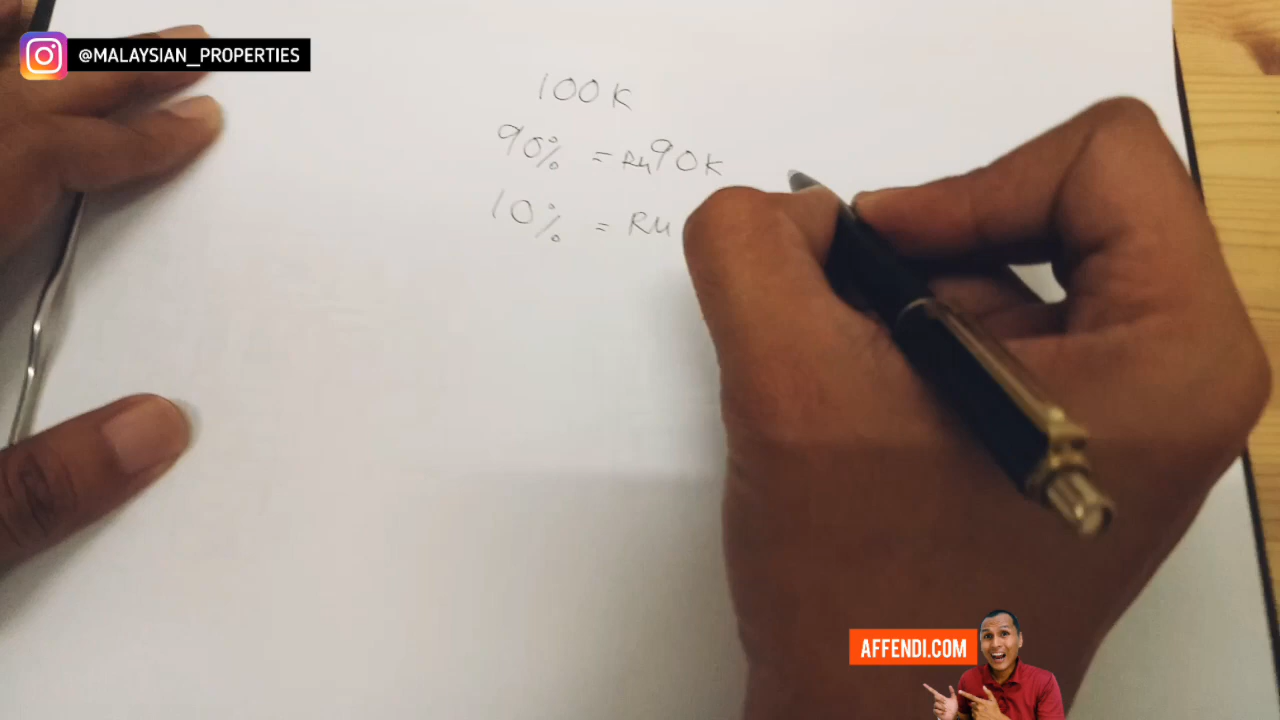 @MALAYSIAN_PROPERTIES
100K
90% = RM90K
10% = RM
AFFENDI.COM